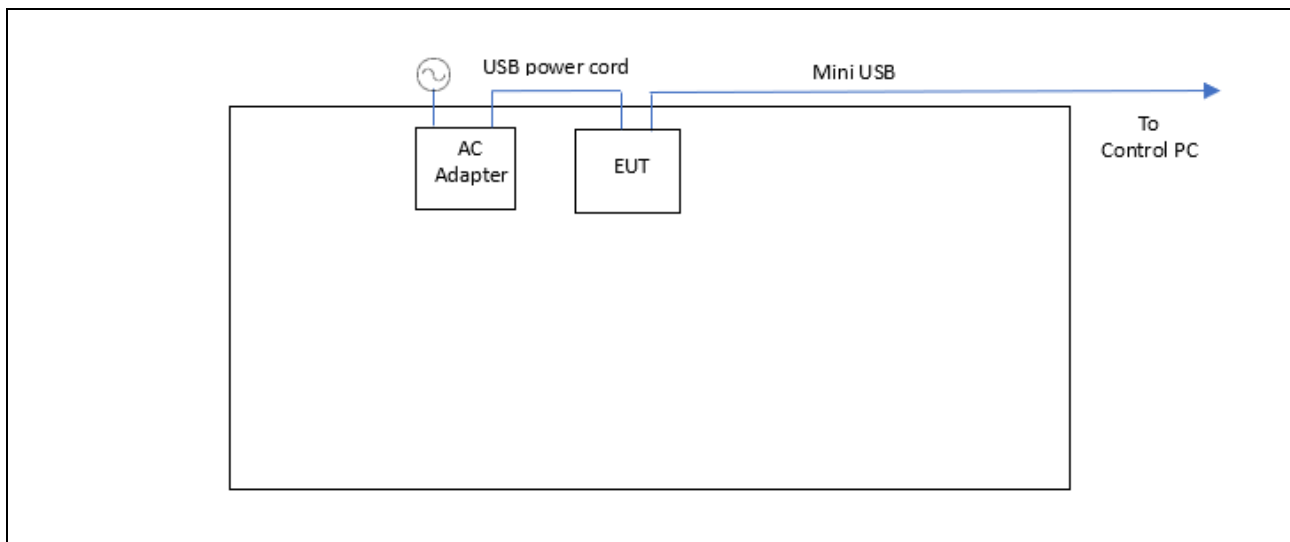 USB power cord
Mini USB
AC
Adapter
EUT
To
Control PC